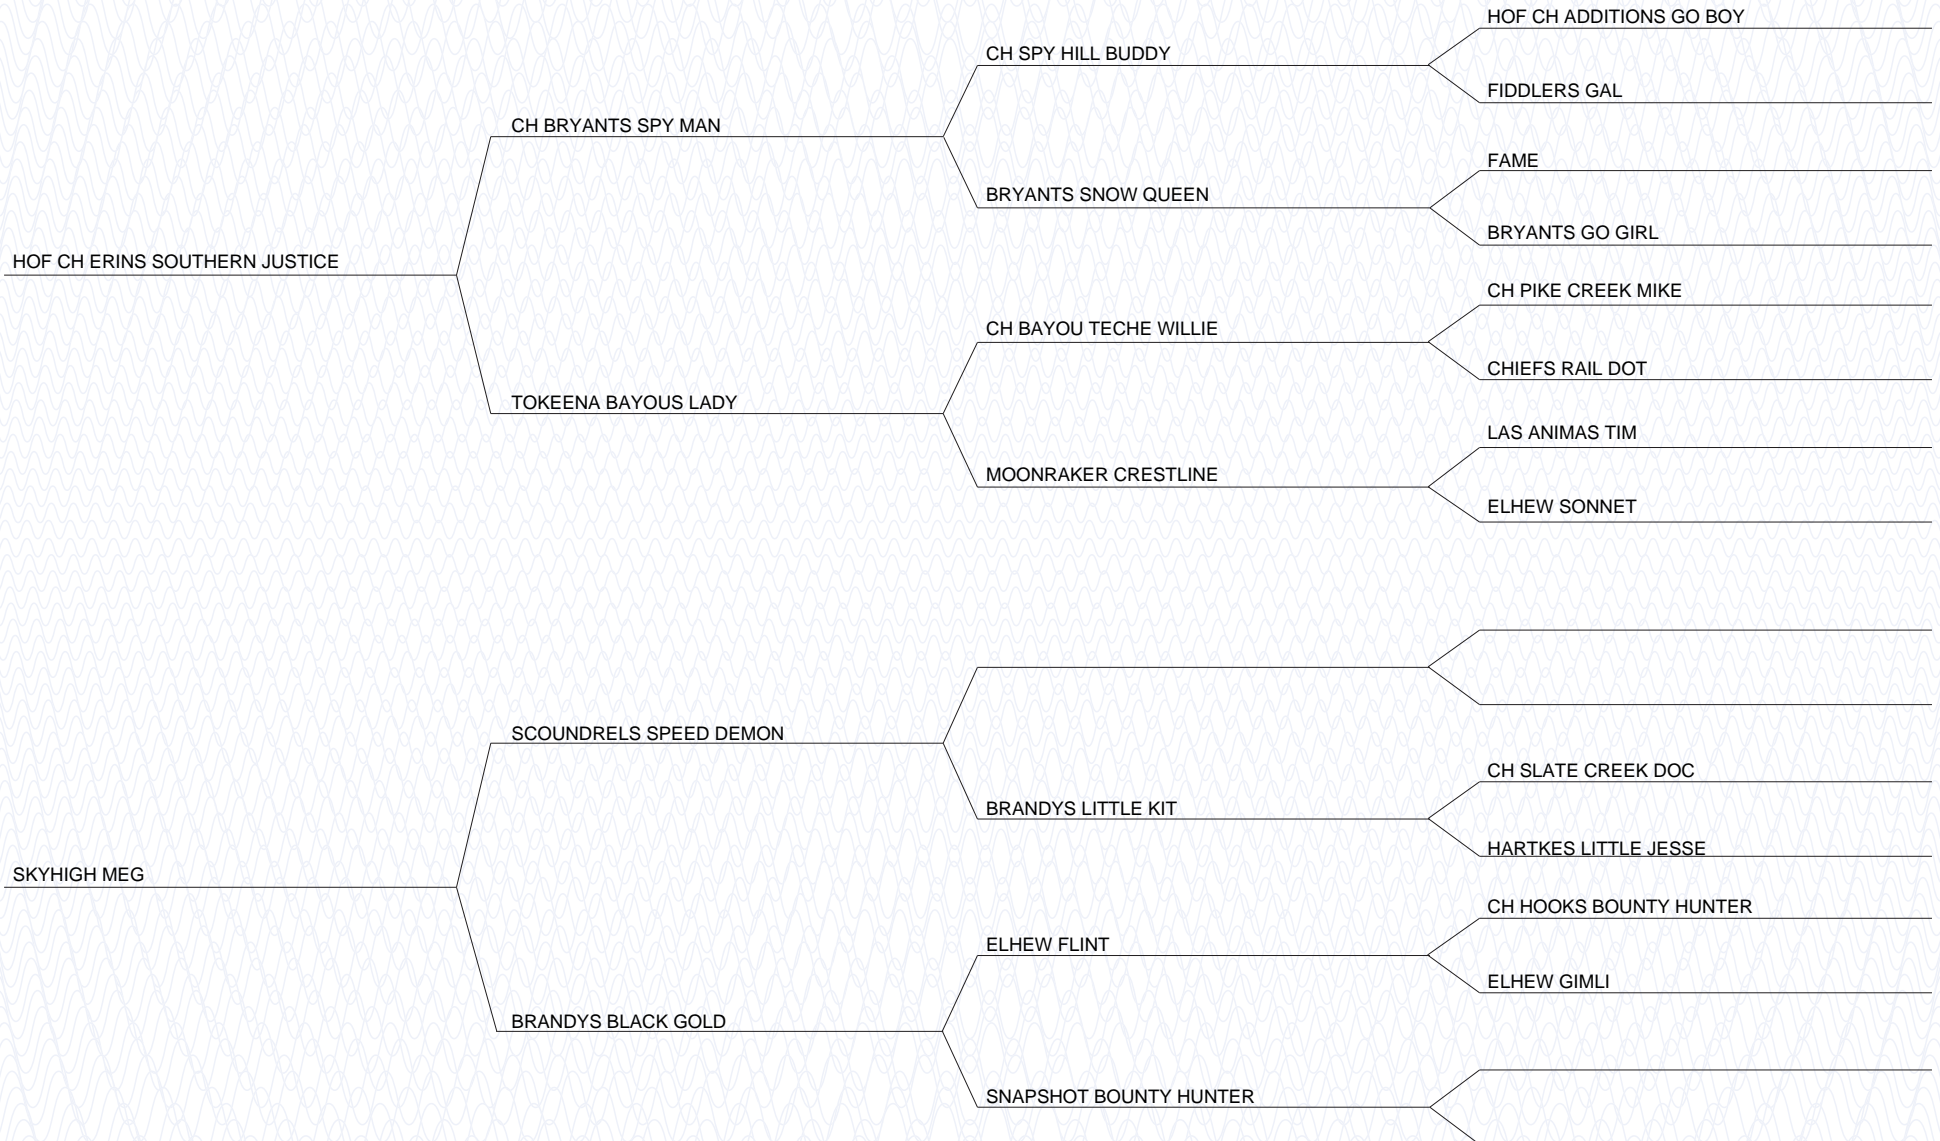 HOF CH ADDITIONS GO BOY
CH SPY HILL BUDDY
FIDDLERS GAL
CH BRYANTS SPY MAN
FAME
BRYANTS SNOW QUEEN
BRYANTS GO GIRL
HOF CH ERINS SOUTHERN JUSTICE
CH PIKE CREEK MIKE
CH BAYOU TECHE WILLIE
CHIEFS RAIL DOT
TOKEENA BAYOUS LADY
LAS ANIMAS TIM
MOONRAKER CRESTLINE
ELHEW SONNET
SCOUNDRELS SPEED DEMON
CH SLATE CREEK DOC
BRANDYS LITTLE KIT
HARTKES LITTLE JESSE
SKYHIGH MEG
CH HOOKS BOUNTY HUNTER
ELHEW FLINT
ELHEW GIMLI
BRANDYS BLACK GOLD
SNAPSHOT BOUNTY HUNTER